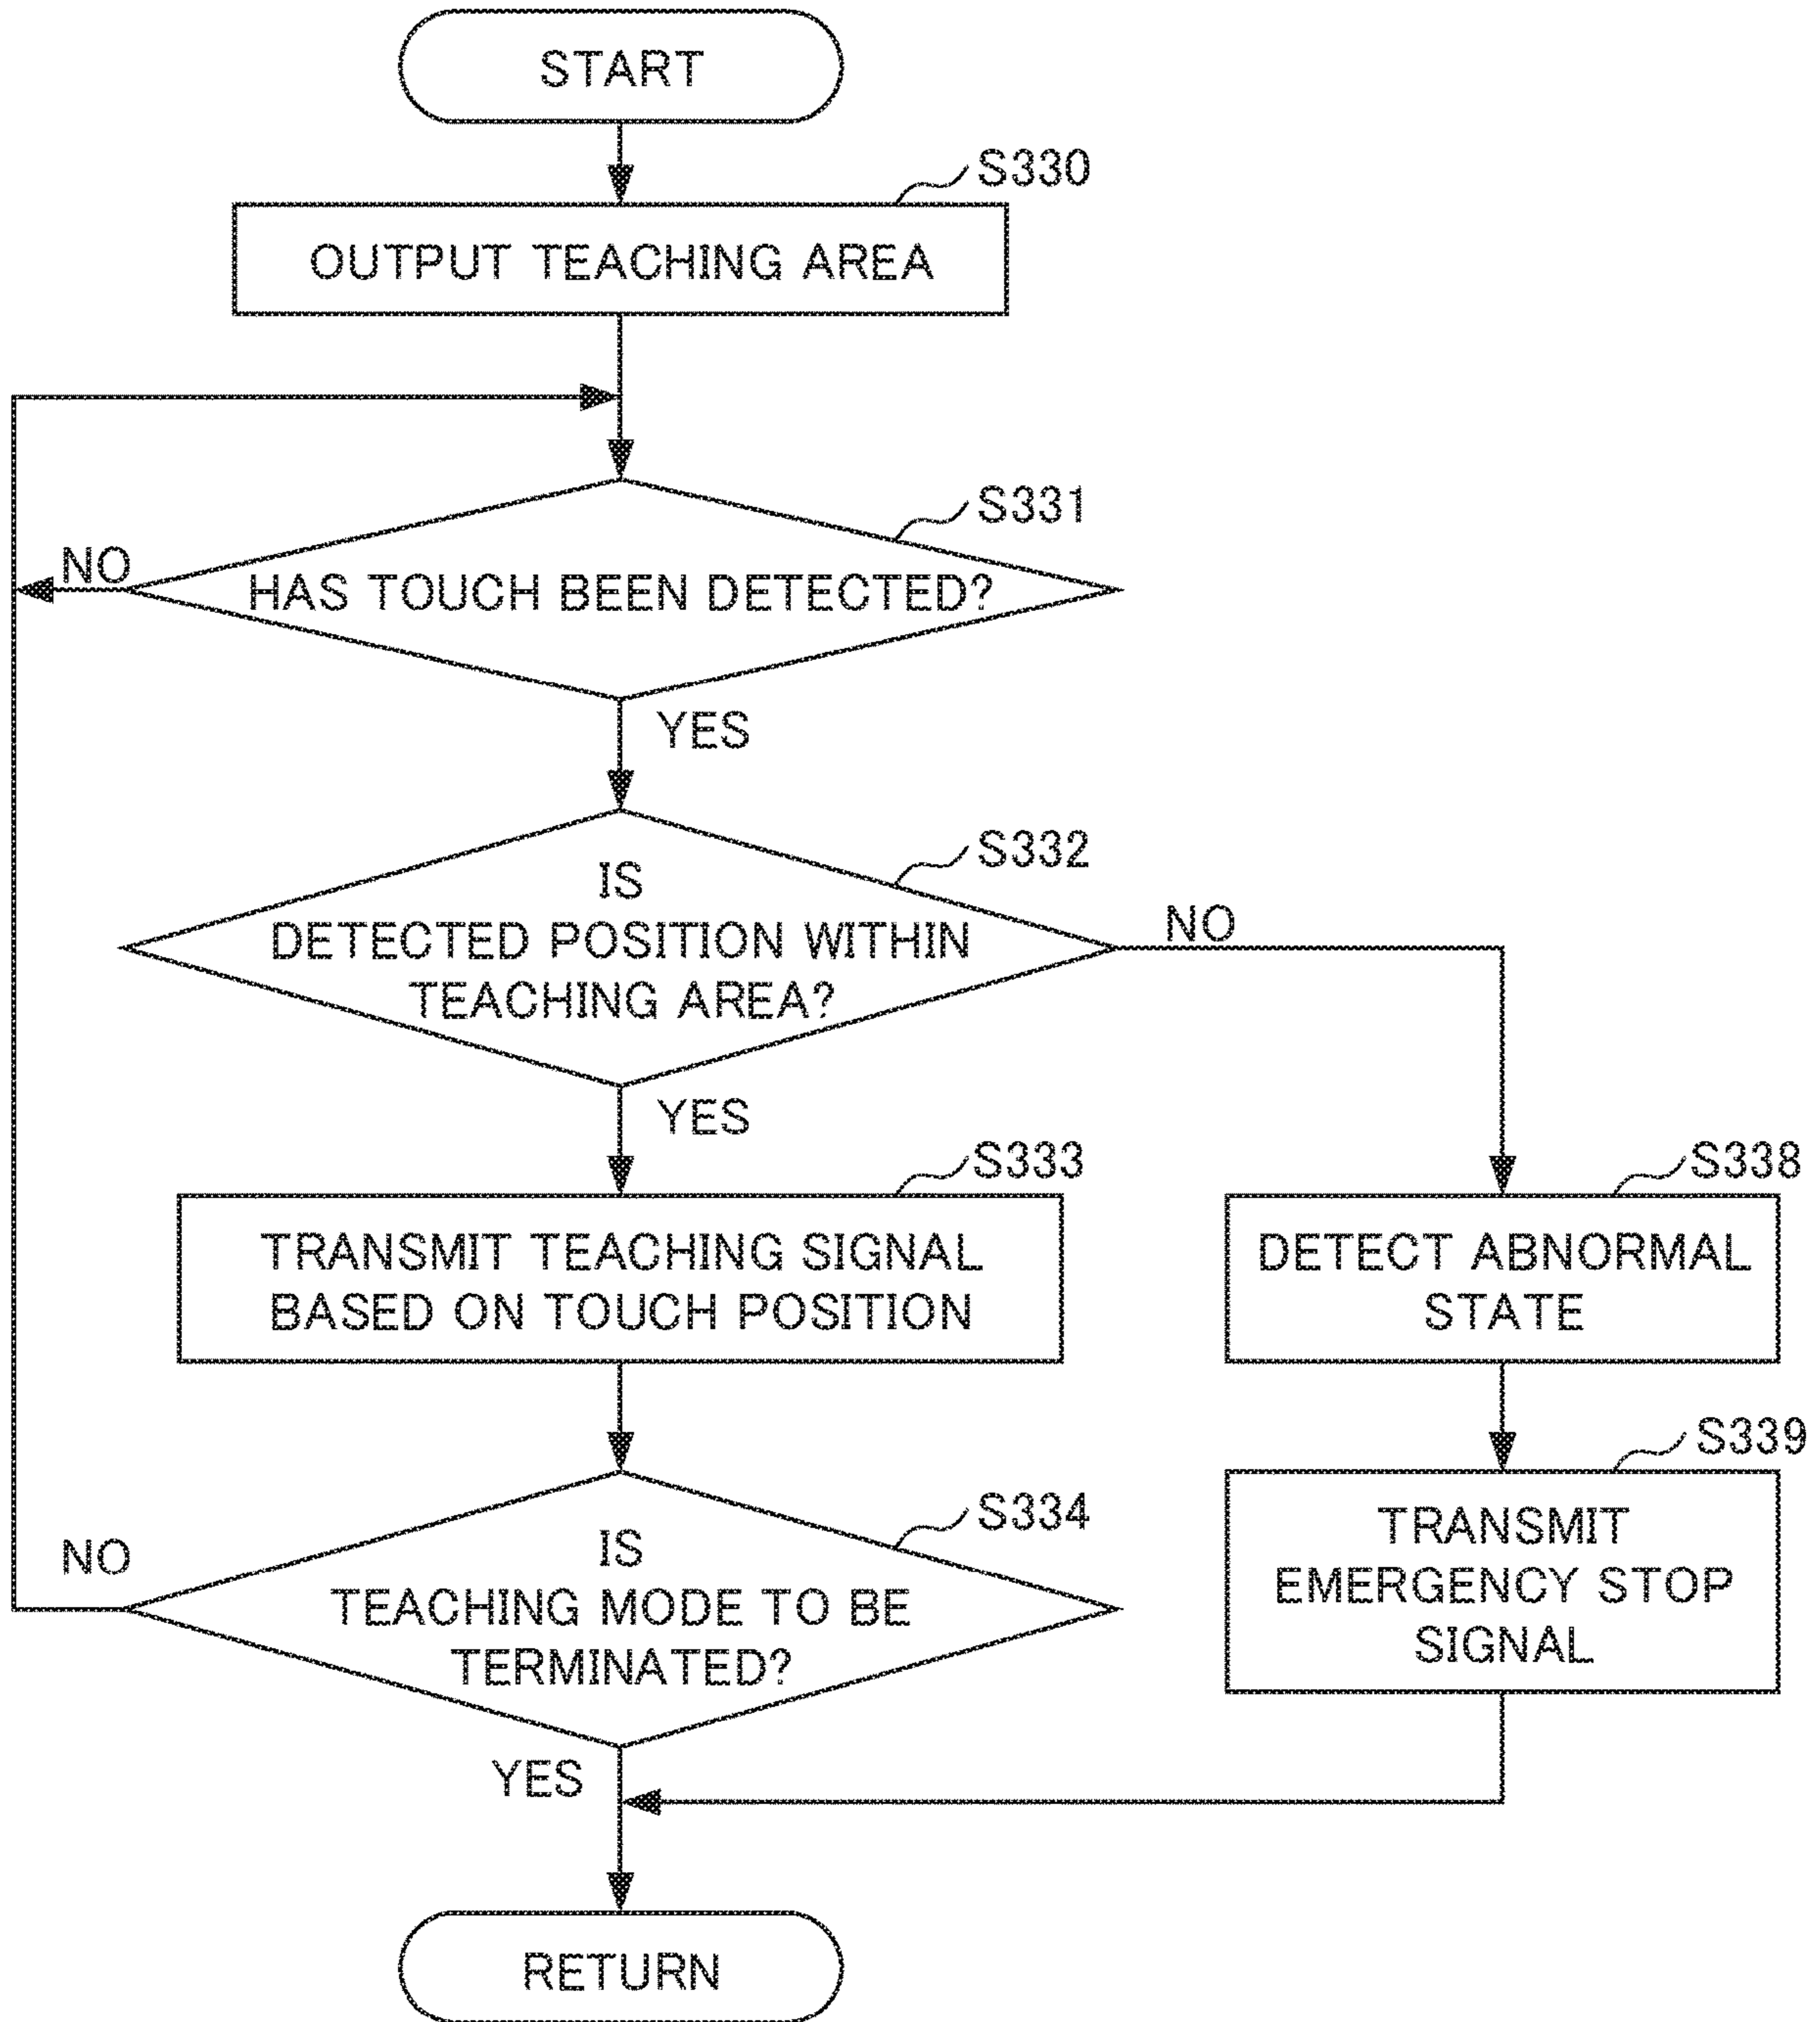 START
S330
OUTPUT TEACHING AREA
S331
NO
HAS TOUCH BEEN DETECTED?
YES
S332
IS
DETECTED POSITION WITHIN
TEACHING AREA?
NO
YES
S333
TRANSMIT TEACHING SIGNAL
BASED ON TOUCH POSITION
S338
DETECT ABNORMAL
STATE
S334
IS
TEACHING MODE TO BE
TERMINATED?
NO
YES
S339
TRANSMIT
EMERGENCY STOP
SIGNAL
RETURN